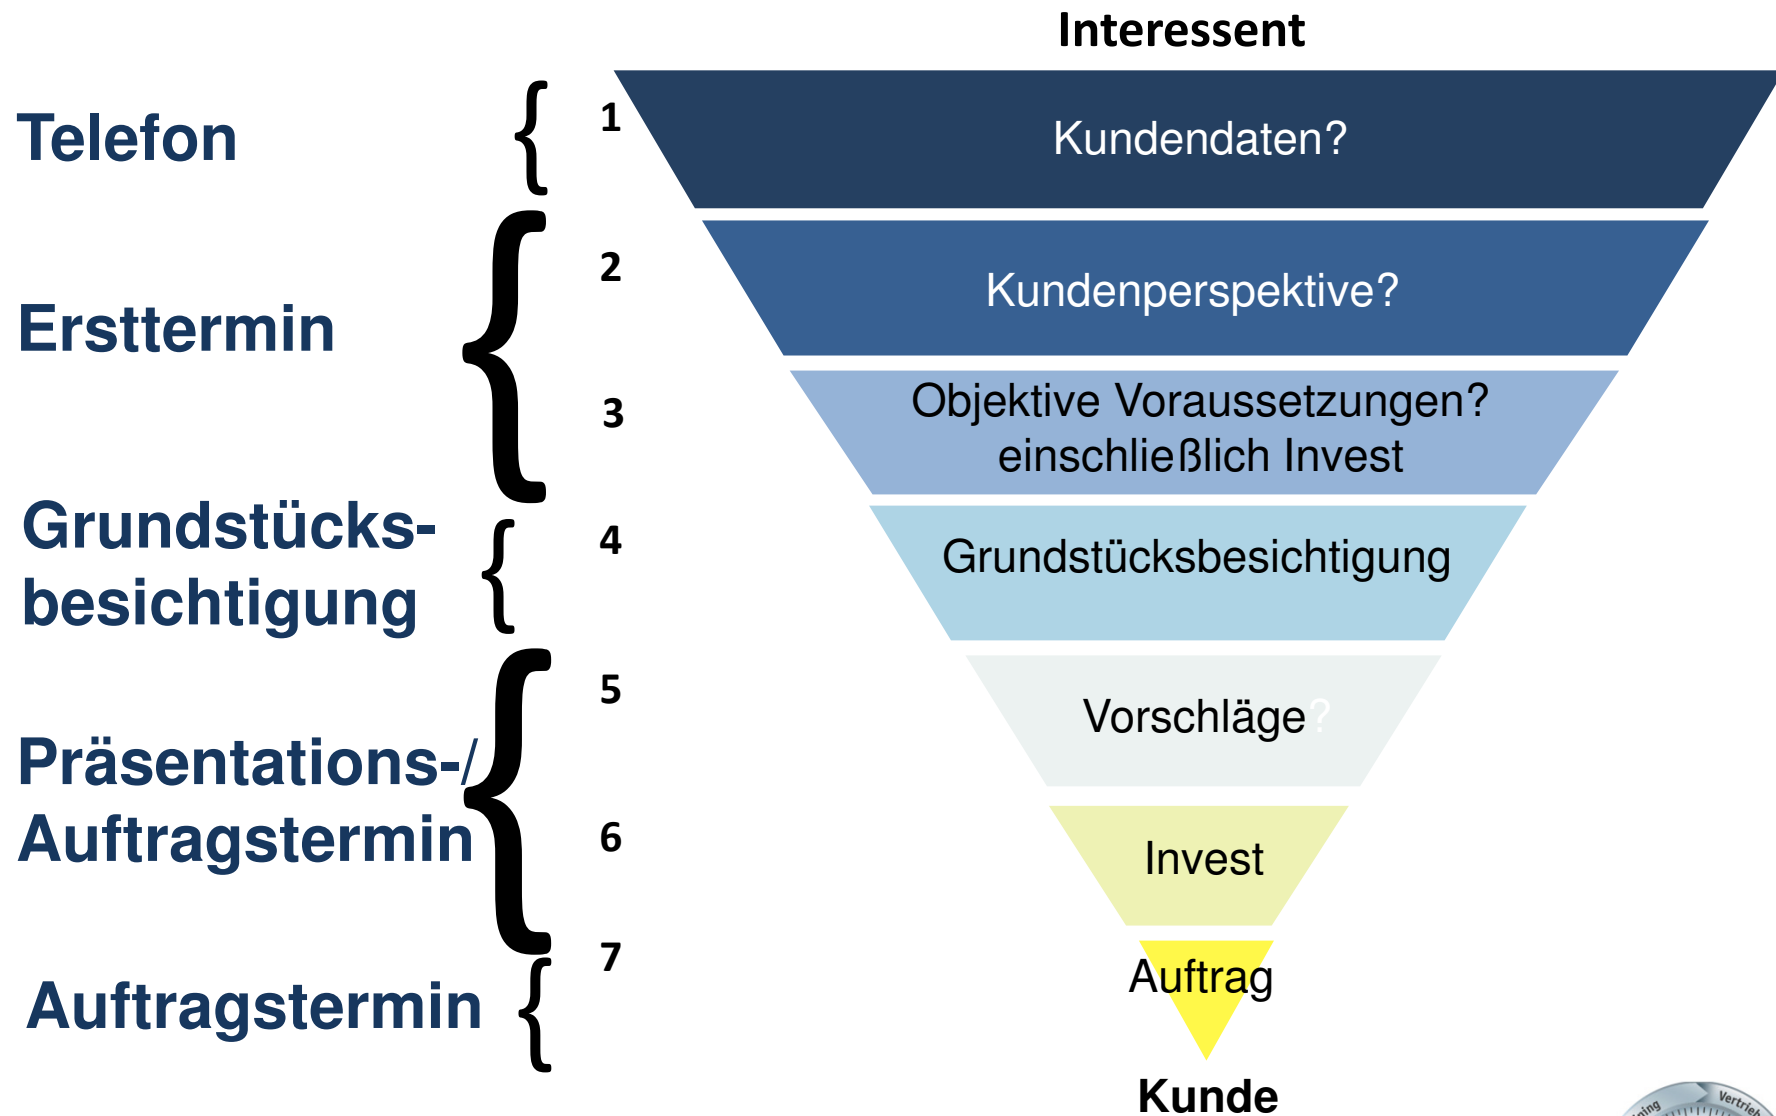 Interessent
Telefon
1
Kundendaten?
Ersttermin
2
Kundenperspektive?
3
Objektive Voraussetzungen?
einschließlich Invest
Grundstücks-
besichtigung
4
Grundstücksbesichtigung
Präsentations-/
Auftragstermin
5
Vorschläge?
6
Invest
Auftragstermin
7
Auftrag
Kunde